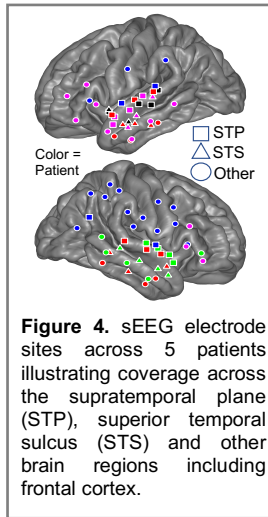 STP
STS
Other
Color =
Patient
Figure 4. sEEG electrode
sites across 5 patients
illustrating coverage across
the supratemporal plane
(STP), superior temporal
sulcus (STS) and other
brain regions including
frontal cortex.